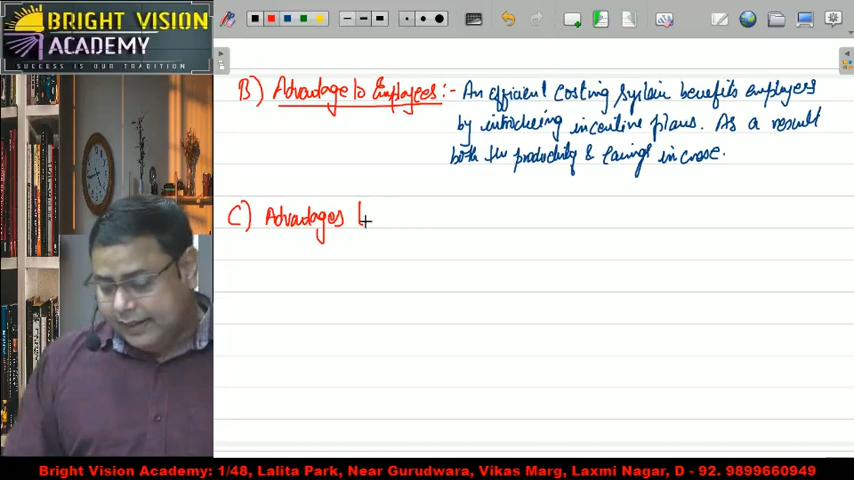 BRIGHT VISION
ACADEMY
SUCCESS IS OUR TRADITION
B) Advantage to Employees :- An efficient costing system benefits employees
by introducing incentive plans. As a result
both the productivity & earnings increase.
C) Advantages
Bright Vision Academy: 1/48, Lalita Park, Near Gurudwara, Vikas Marg, Laxmi Nagar, D - 92. 9899660949